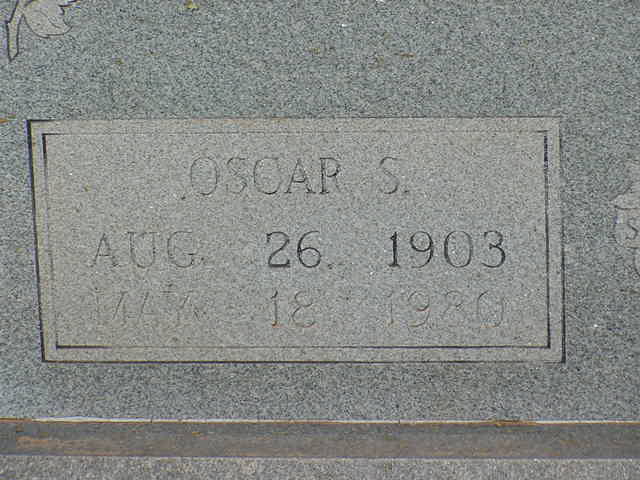 OSCAR S.
AUG. 26, 1903
MAY 18 1980